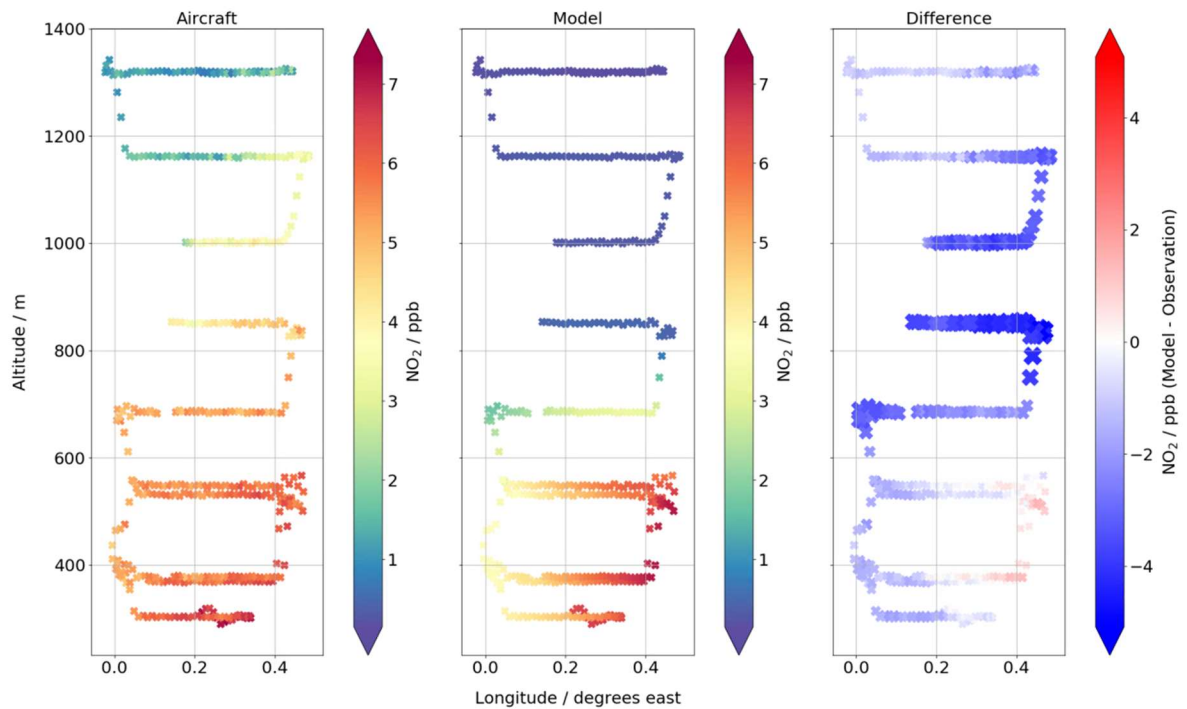 Aircraft
Model
Difference
1400
1200
1000
800
600
400
Altitude / m
0.0 0.2 0.4
7
6
5
4
3
2
1
NO₂ / ppb
0.0 0.2 0.4
7
6
5
4
3
2
1
NO₂ / ppb
0.0 0.2 0.4
4
2
0
−2
−4
NO₂ / ppb (Model - Observation)
Longitude / degrees east